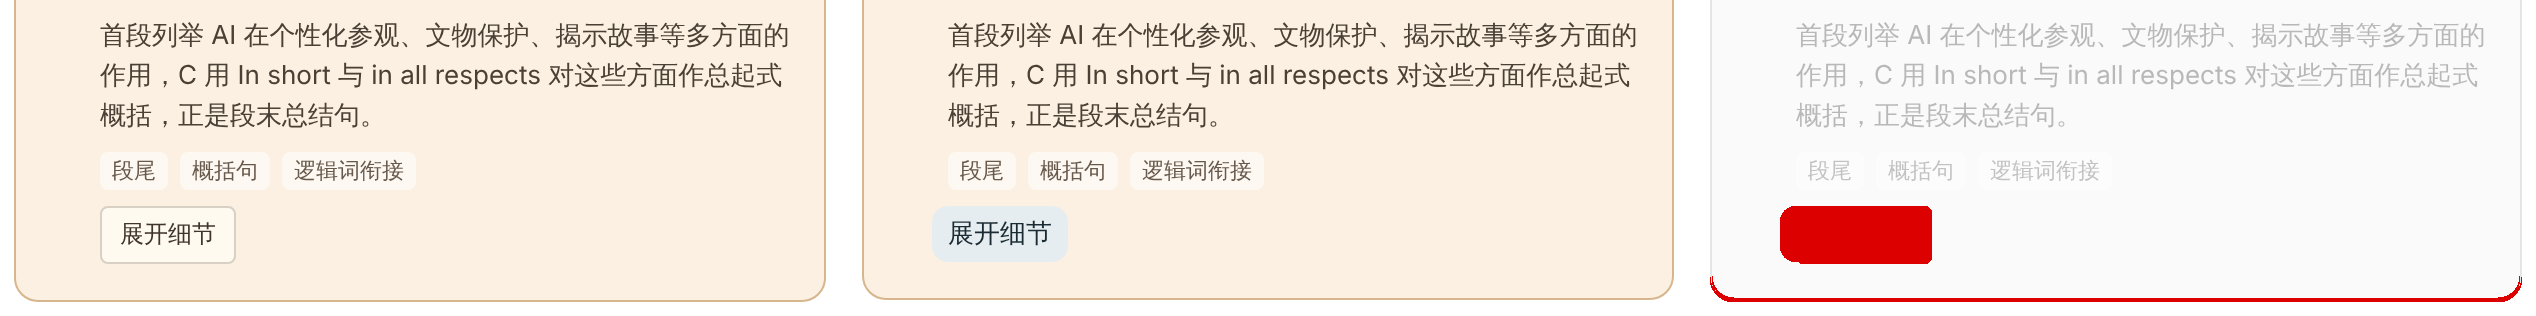 首段列举 AI 在个性化参观、文物保护、揭示故事等多方面的
作用，C 用 In short 与 in all respects 对这些方面作总起式
概括，正是段末总结句。
段尾 概括句 逻辑词衔接
展开细节
首段列举 AI 在个性化参观、文物保护、揭示故事等多方面的
作用，C 用 In short 与 in all respects 对这些方面作总起式
概括，正是段末总结句。
段尾 概括句 逻辑词衔接
展开细节
首段列举 AI 在个性化参观、文物保护、揭示故事等多方面的
作用，C 用 In short 与 in all respects 对这些方面作总起式
概括，正是段末总结句。
段尾 概括句 逻辑词衔接